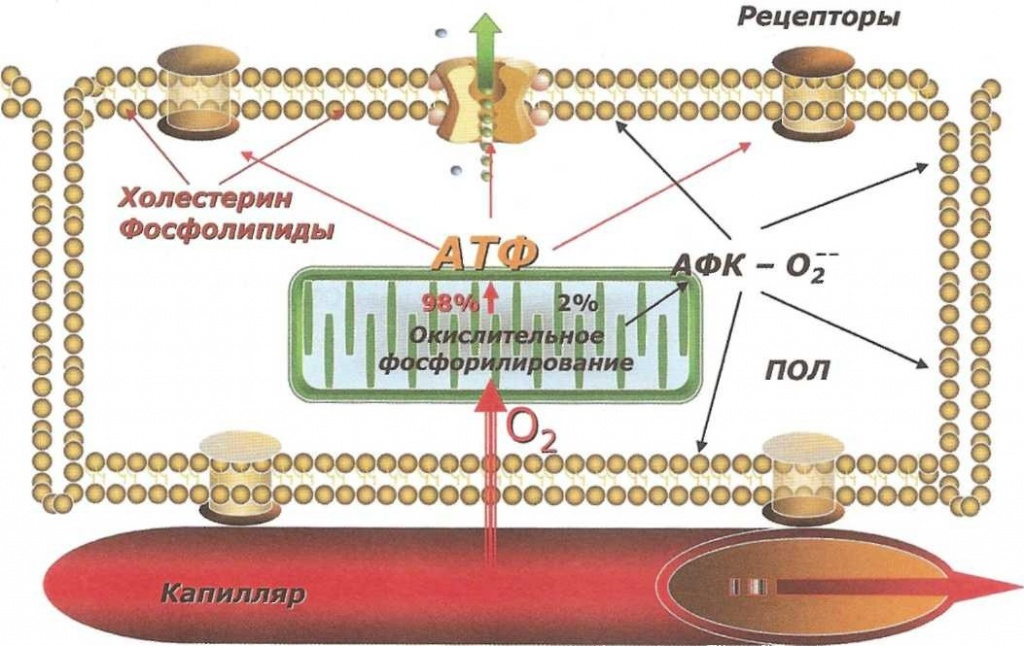 Рецепторы
Холестерин
Фосфолипиды
АТФ
АФК – O₂⁻⁻
98%
2%
Окислительное
фосфорилирование
ПОЛ
O₂
Капилляр